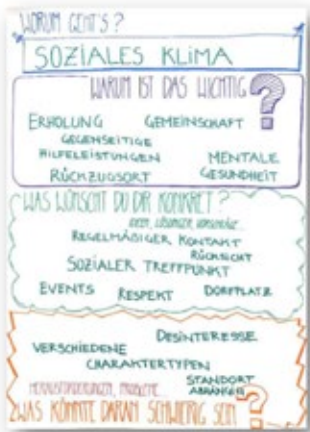 WORUM GEHT'S?
SOZIALES KLIMA
WARUM IST DAS WICHTIG
?
ERHOLUNG GEMEINSCHAFT
GEGENSEITIGE
HILFELEISTUNGEN MENTALE
RÜCKZUGSORT GESUNDHEIT
WAS WÜNSCHT DU DIR KONKRET?
IDEEN, LÖSUNGEN, VORSCHLÄGE...
REGELMÄßIGER KONTAKT
RÜCKSICHT
SOZIALER TREFFPUNKT
EVENTS RESPEKT DORFPLATZ
DESINTERESSE
VERSCHIEDENE
CHARAKTERTYPEN
STANDORT
HERAUSFORDERUNGEN, PROBLEME... ABHÄNGEN
WAS KÖNNTE DARAN SCHWIERIG SEIN ?